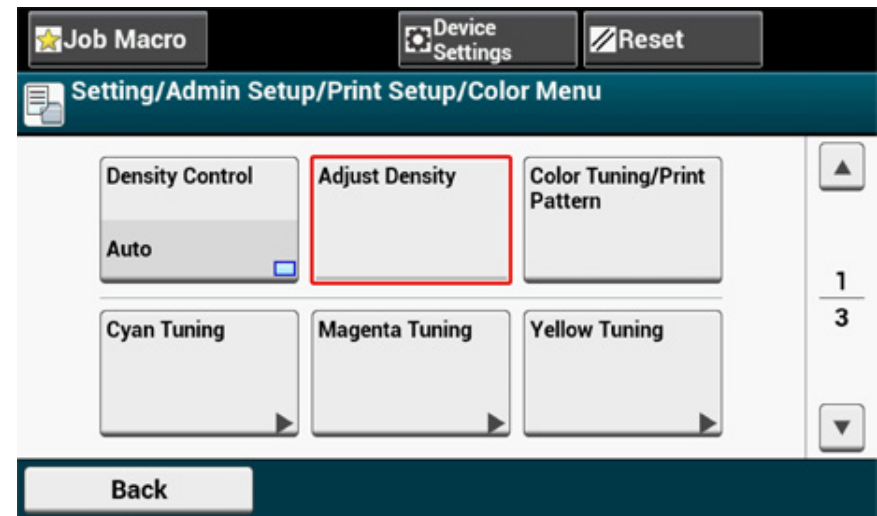 Job Macro
Device
Settings
Reset
Setting/Admin Setup/Print Setup/Color Menu
Density Control
Auto
Adjust Density
Color Tuning/Print
Pattern
1
3
Cyan Tuning
Magenta Tuning
Yellow Tuning
Back